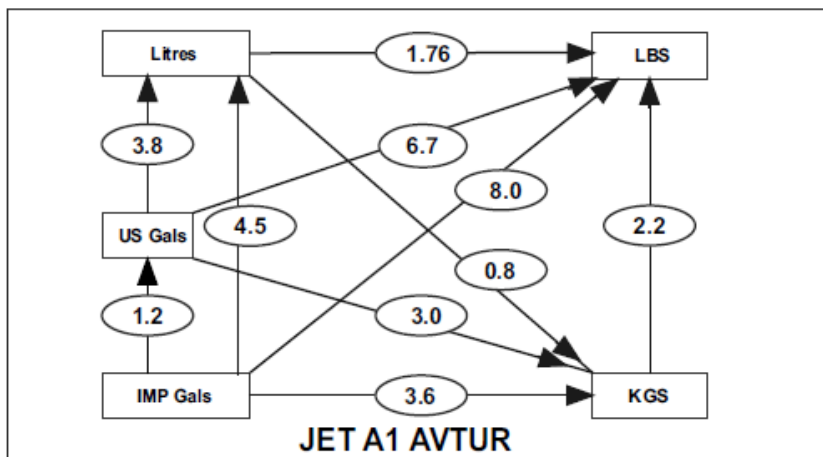 Litres 1.76 LBS
3.8 6.7
8.0
US Gals 4.5 2.2
0.8
1.2 3.0
IMP Gals 3.6 KGS
JET A1 AVTUR